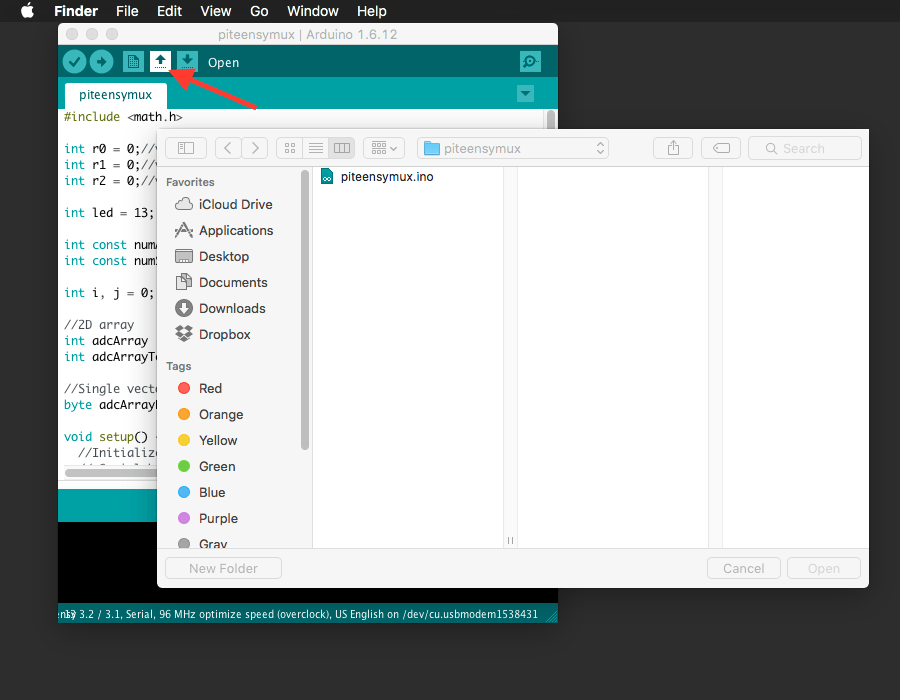 Finder File Edit View Go Window Help
piteensymux | Arduino 1.6.12
Open
piteensymux
#include <math.h>
int r0 = 0;//
int r1 = 0;//
int r2 = 0;//
int led = 13;
int const num
int const num
int i, j = 0;
//2D array
int adcArray
int adcArrayT
//Single vect
byte adcArray
void setup()
//Initializ
piteensymux
Search
Favorites
iCloud Drive
Applications
Desktop
Documents
Downloads
Dropbox
Tags
Red
Orange
Yellow
Green
Blue
Purple
Gray
piteensymux.ino
New Folder
Cancel
Open
3.2 / 3.1, Serial, 96 MHz optimize speed (overclock), US English on /dev/cu.usbmodem1538431